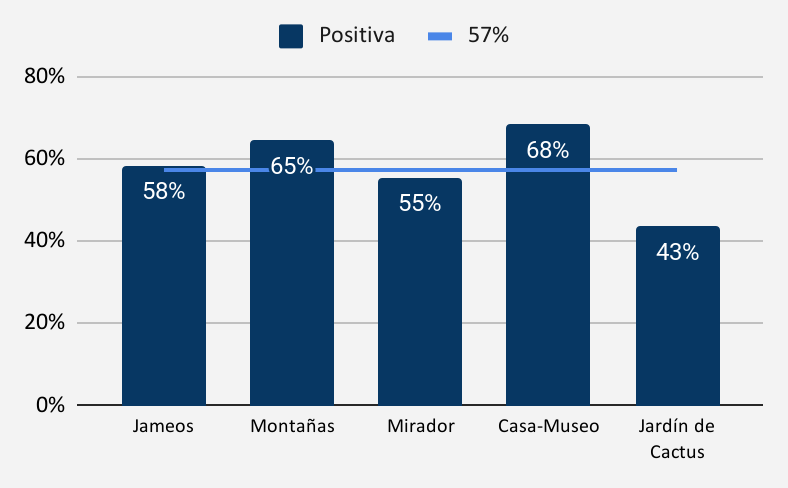 Positiva 57%
80%
60%
40%
20%
0%
58%
65%
55%
68%
43%
Jameos
Montañas
Mirador
Casa-Museo
Jardín de
Cactus